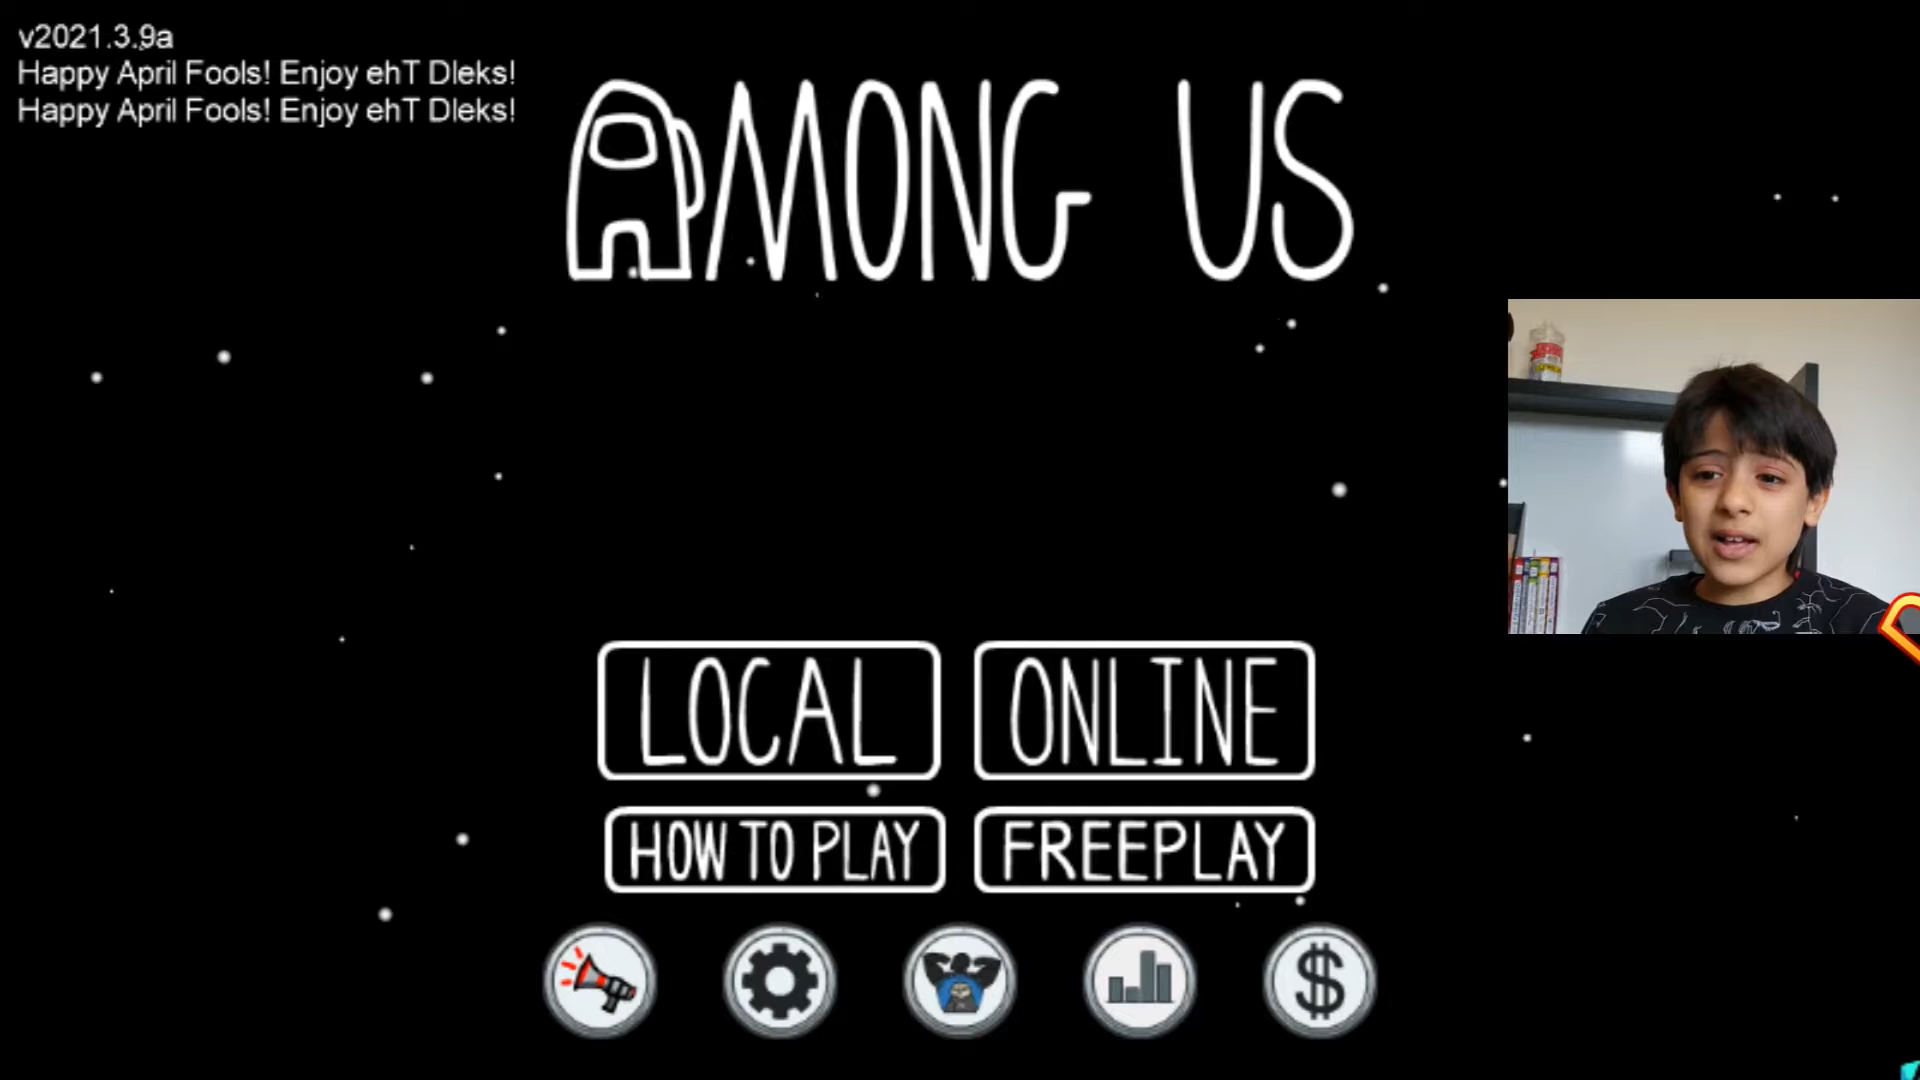 v2021.3.9a
Happy April Fools! Enjoy ehT Dleks!
Happy April Fools! Enjoy ehT Dleks!
AMONG US
LOCAL
ONLINE
HOW TO PLAY
FREEPLAY
$